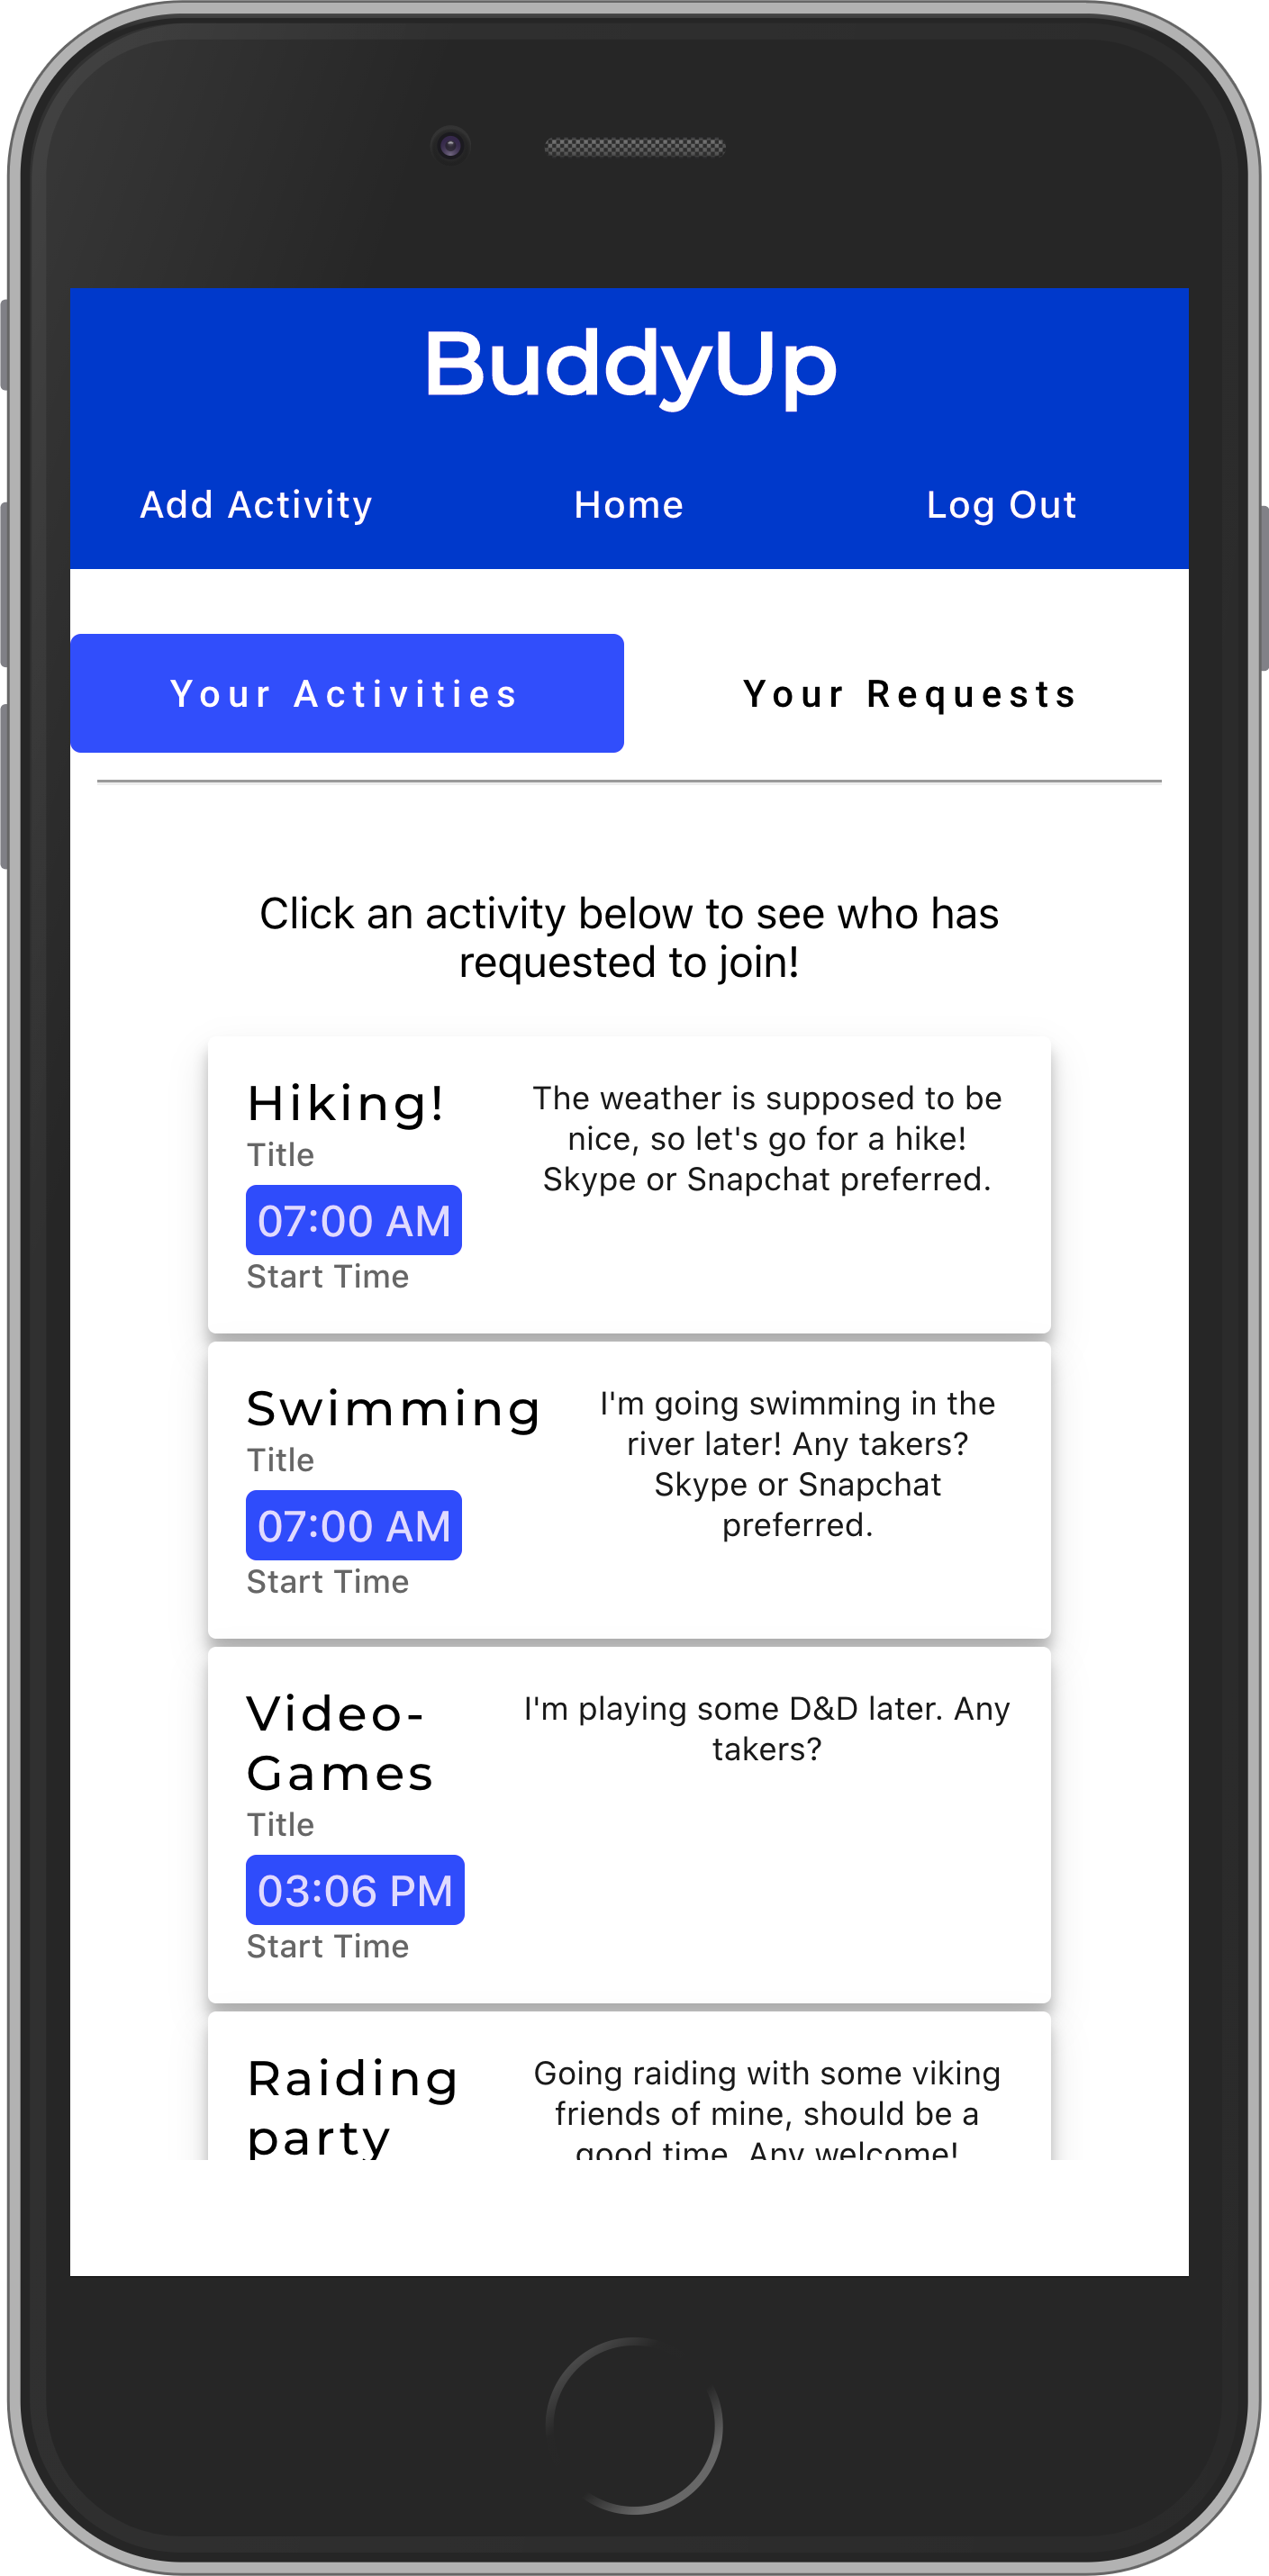 BuddyUp
Add Activity Home Log Out
Your Activities Your Requests
Click an activity below to see who has
requested to join!
Hiking!
Title
07:00 AM
Start Time
The weather is supposed to be
nice, so let's go for a hike!
Skype or Snapchat preferred.
Swimming
Title
07:00 AM
Start Time
I'm going swimming in the
river later! Any takers?
Skype or Snapchat
preferred.
Video-
Games
Title
03:06 PM
Start Time
I'm playing some D&D later. Any
takers?
Raiding
party
Going raiding with some viking
friends of mine, should be a
good time. Any welcome!